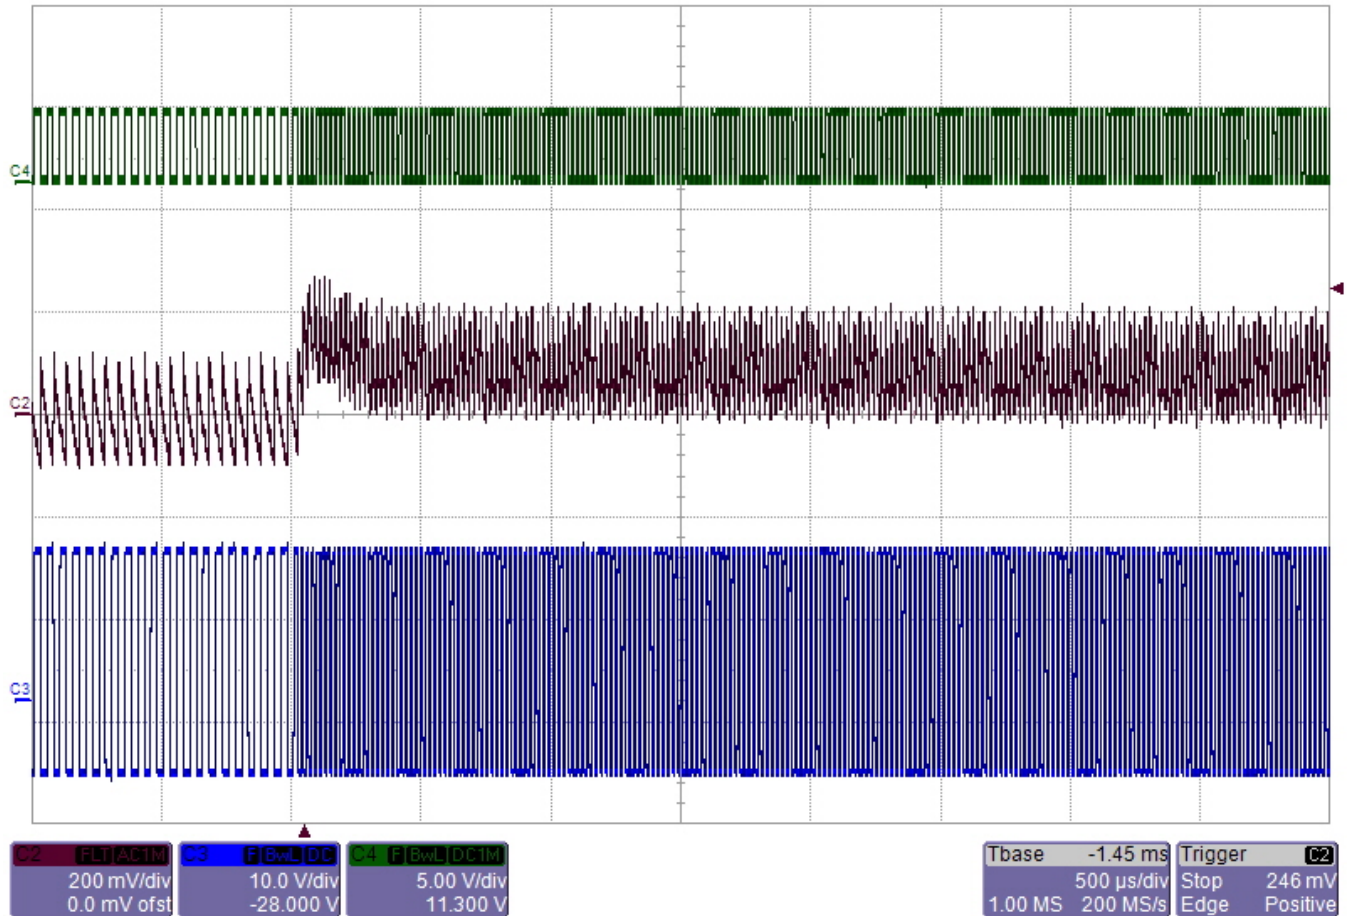 C4
C2
C3
C2 FLT AC1M
200 mV/div
0.0 mV ofst
C3 F BwL DC
10.0 V/div
-28.000 V
C4 F BwL DC1M
5.00 V/div
11.300 V
Tbase -1.45 ms
500 µs/div
1.00 MS 200 MS/s
Trigger C2
Stop 246 mV
Edge Positive